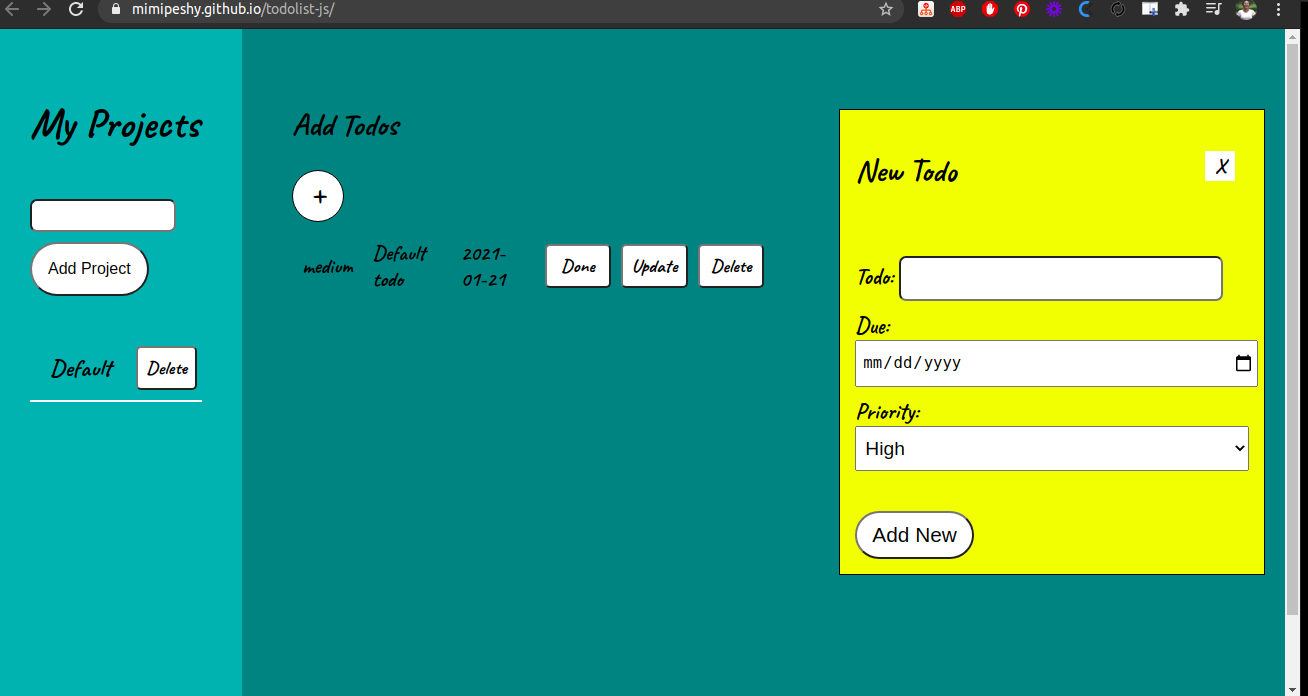 mimipeshy.github.io/todolist-js/
ABP
My Projects
Add Project
Default
Delete
Add Todos
+
medium
Default
todo
2021-
01-21
Done
Update
Delete
New Todo
X
Todo:
Due:
mm/dd/yyyy
Priority:
High
Add New